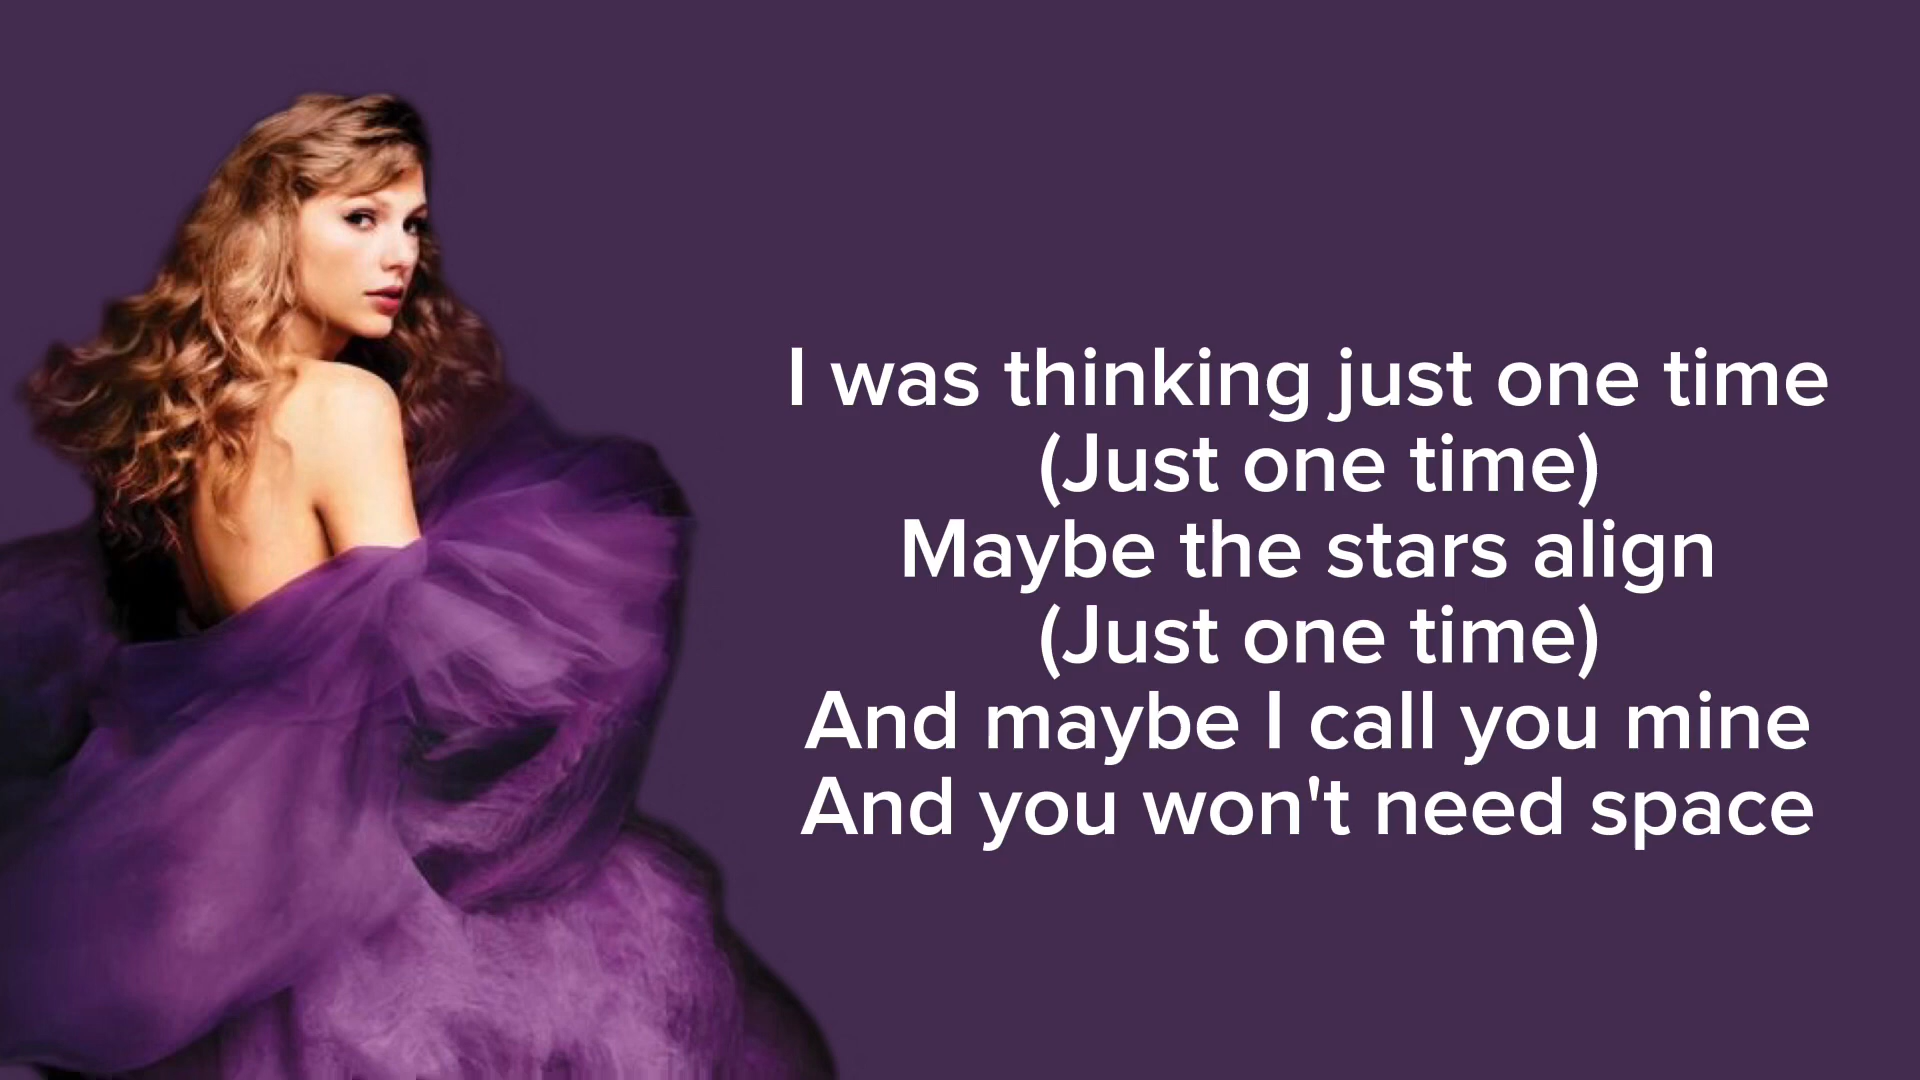 I was thinking just one time
(Just one time)
Maybe the stars align
(Just one time)
And maybe I call you mine
And you won't need space